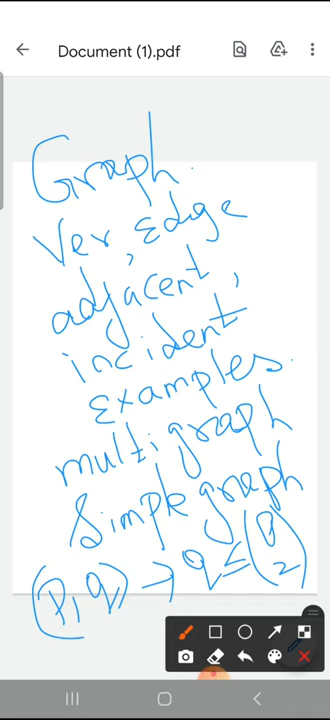 Document (1).pdf
Graph.
Ver, Edge
adjacent,
incident
Examples.
multigraph
Simple graph
(p, q) → q ≤ (p 2)